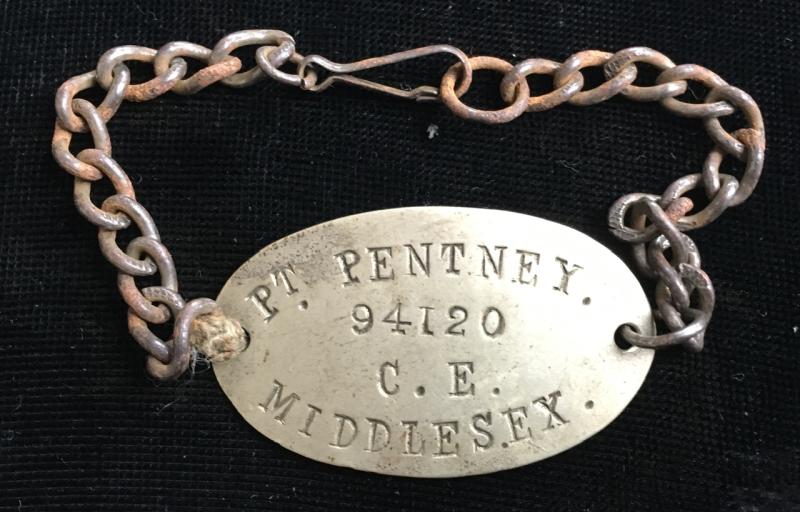 PT. PENTNEY.
94120
C. E.
MIDDLESEX.